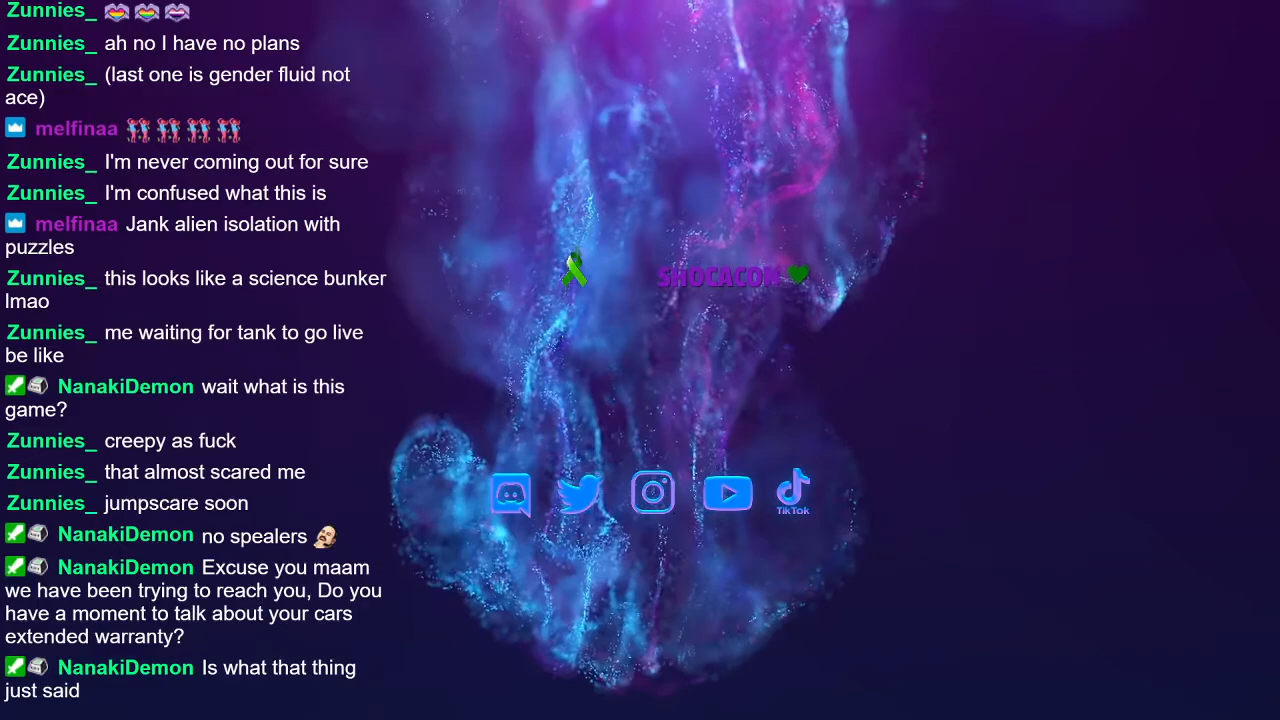 Zunnies_
Zunnies_ ah no I have no plans
Zunnies_ (last one is gender fluid not
ace)
melfinaa
Zunnies_ I'm never coming out for sure
Zunnies_ I'm confused what this is
melfinaa Jank alien isolation with
puzzles
Zunnies_ this looks like a science bunker
lmao
SHOCACON
Zunnies_ me waiting for tank to go live
be like
NanakiDemon wait what is this
game?
Zunnies_ creepy as fuck
Zunnies_ that almost scared me
Zunnies_ jumpscare soon
TikTok
NanakiDemon no spealers
NanakiDemon Excuse you maam
we have been trying to reach you, Do you
have a moment to talk about your cars
extended warranty?
NanakiDemon Is what that thing
just said